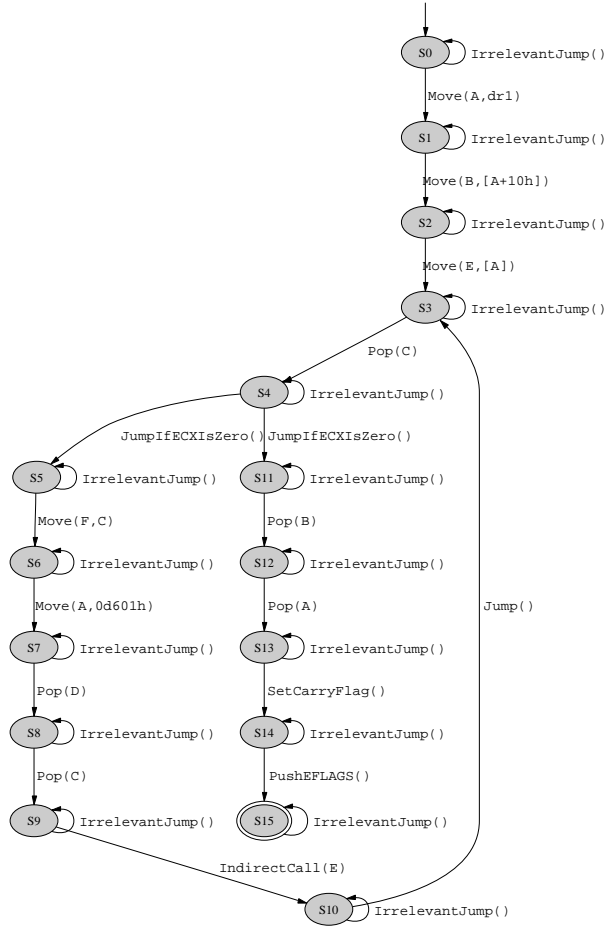 S0 IrrelevantJump()
Move(A,dr1)
S1 IrrelevantJump()
Move(B,[A+10h])
S2 IrrelevantJump()
Move(E,[A])
S3 IrrelevantJump()
Pop(C)
S4 IrrelevantJump()
JumpIfECXIsZero() JumpIfECXIsZero()
S5 IrrelevantJump() S11 IrrelevantJump()
Move(F,C) Pop(B)
S6 IrrelevantJump() S12 IrrelevantJump()
Move(A,0d601h) Pop(A) Jump()
S7 IrrelevantJump() S13 IrrelevantJump()
Pop(D) SetCarryFlag()
S8 IrrelevantJump() S14 IrrelevantJump()
Pop(C) PushEFLAGS()
S9 IrrelevantJump() S15 IrrelevantJump()
IndirectCall(E)
S10 IrrelevantJump()